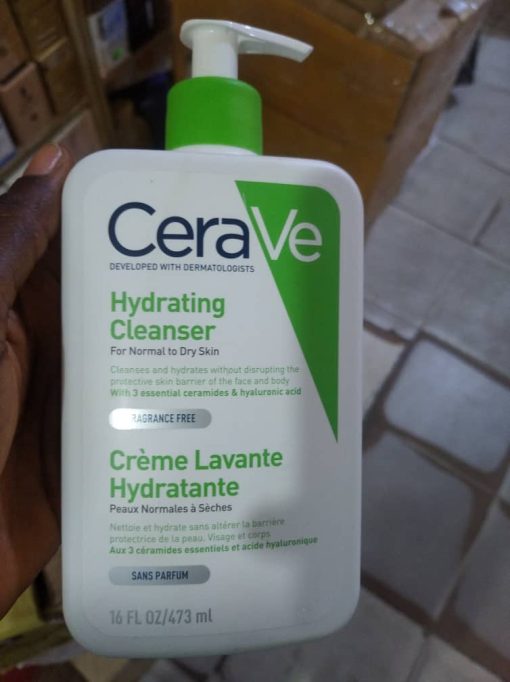 CeraVe
DEVELOPED WITH DERMATOLOGISTS
Hydrating
Cleanser
For Normal to Dry Skin
Cleanses and hydrates without disrupting the
protective skin barrier of the face and body
With 3 essential ceramides & hyaluronic acid
FRAGRANCE FREE
Crème Lavante
Hydratante
Peaux Normales à Sèches
Nettoie et hydrate sans altérer la barrière
protectrice de la peau. Visage et corps
Aux 3 céramides essentiels et acide hyaluronique
SANS PARFUM
16 FL OZ/473 ml